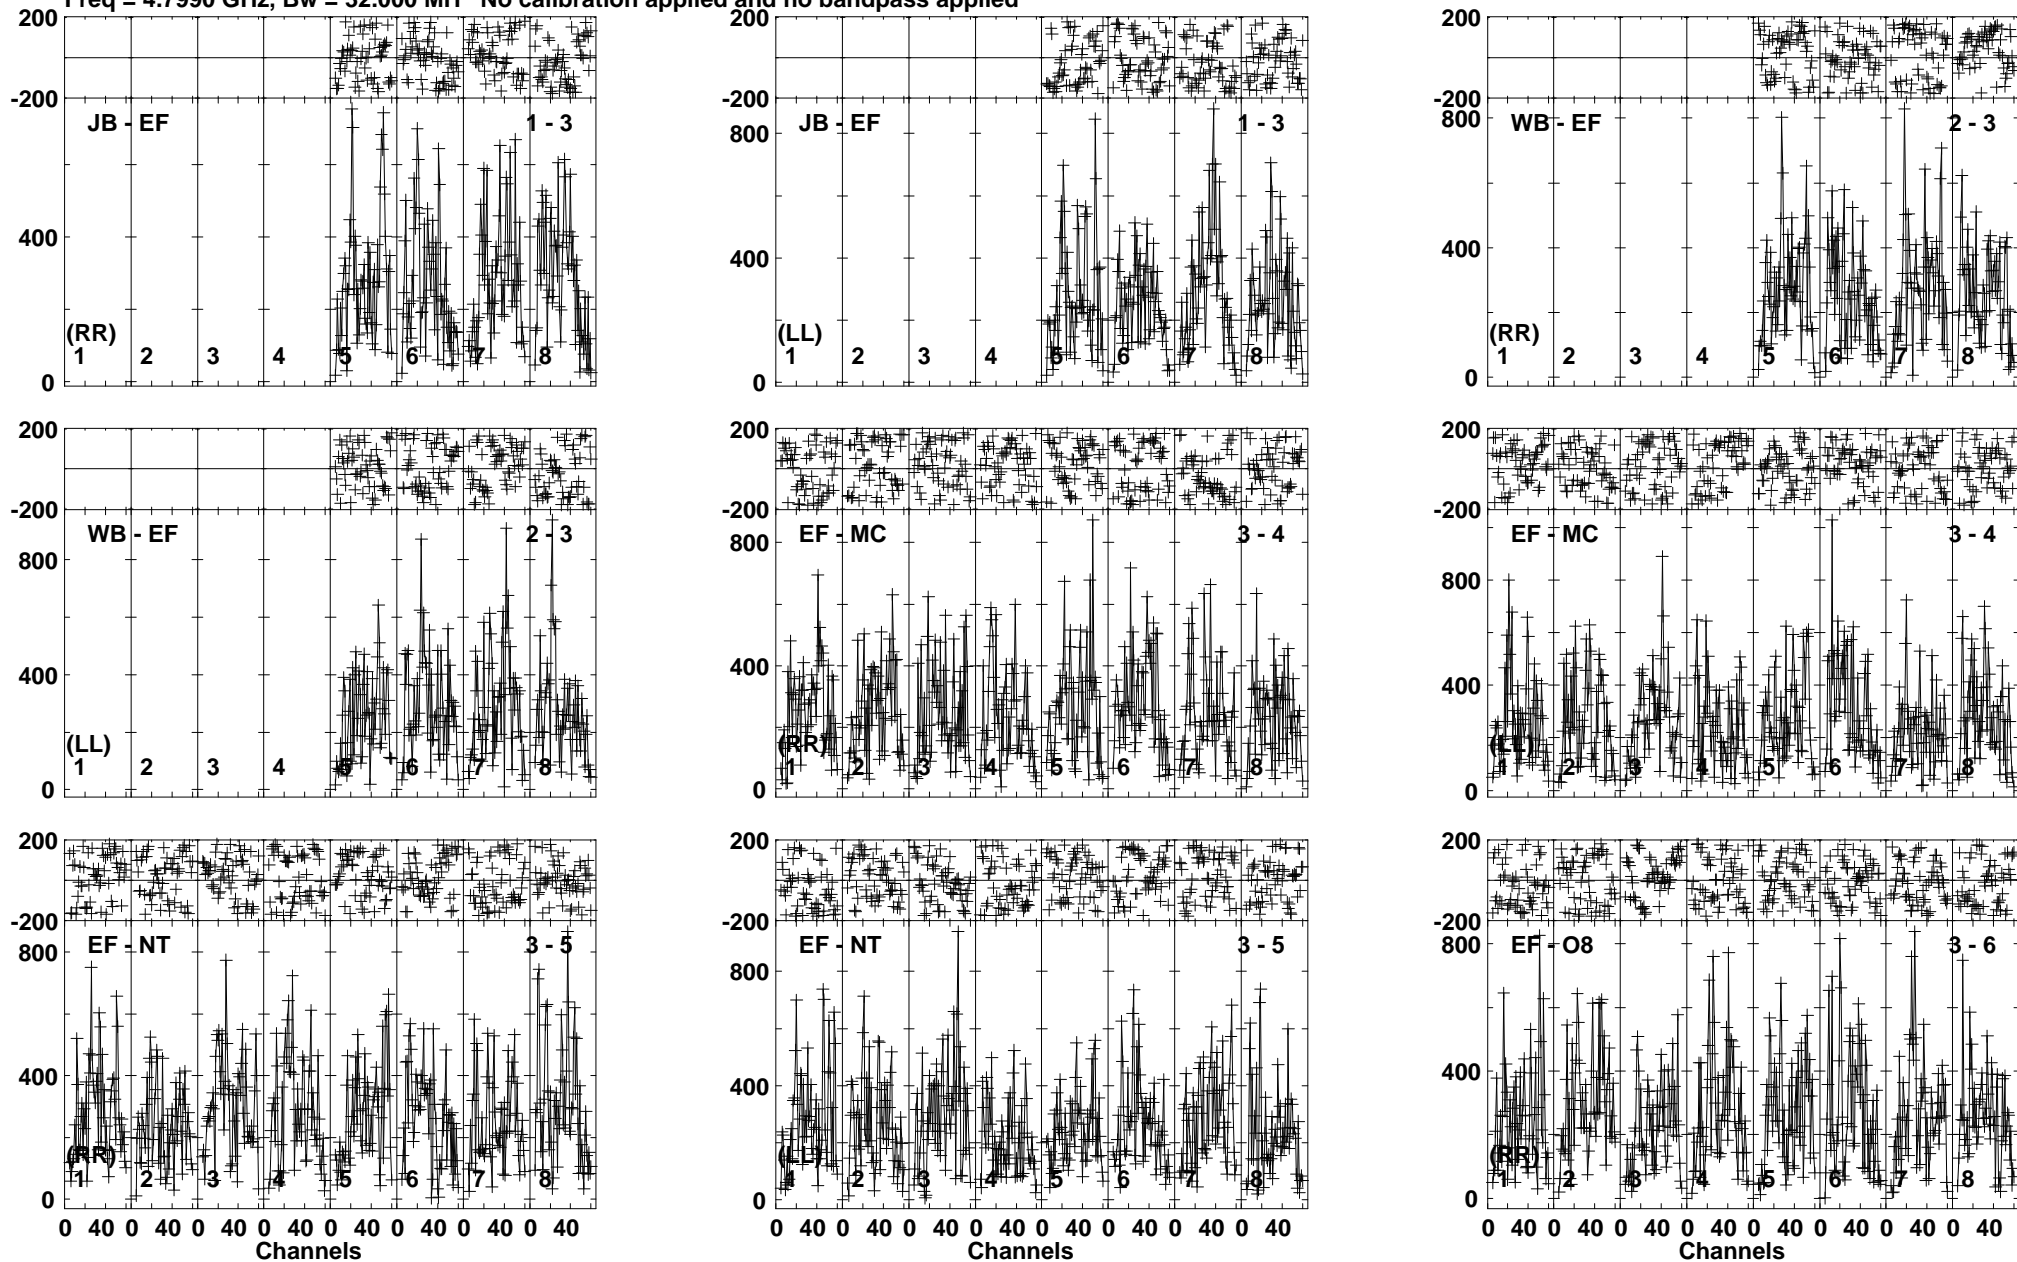 Freq = 4.7990 GHz, Bw = 32.000 MH No calibration applied and no bandpass applied
200 200 200
-200 -200 -200
JB - EF 1 - 3 JB - EF 1 - 3 WB - EF 2 - 3
800 800
400 400 400
(RR) (LL) (RR)
1 2 3 4 5 6 7 8 1 2 3 4 5 6 7 8 1 2 3 4 5 6 7 8
0 0 0
200 200 200
-200 -200 -200
WB - EF 2 - 3 EF - MC 3 - 4 EF - MC 3 - 4
800 800 800
400 400 400
(LL) (RR) (LL)
1 2 3 4 5 6 7 8 1 2 3 4 5 6 7 8 1 2 3 4 5 6 7 8
0 0 0
200 200 200
-200 -200 -200
EF - NT 3 - 5 EF - NT 3 - 5 EF - O8 3 - 6
800 800 800
400 400 400
(RR) (LL) (RR)
1 2 3 4 5 6 7 8 1 2 3 4 5 6 7 8 1 2 3 4 5 6 7 8
0 0 0
0 40 0 40 0 40 0 40 0 40 0 40 0 40 0 40 0 40 0 40 0 40 0 40 0 40 0 40 0 40 0 40 0 40 0 40 0 40 0 40 0 40 0 40 0 40 0 40
Channels Channels Channels